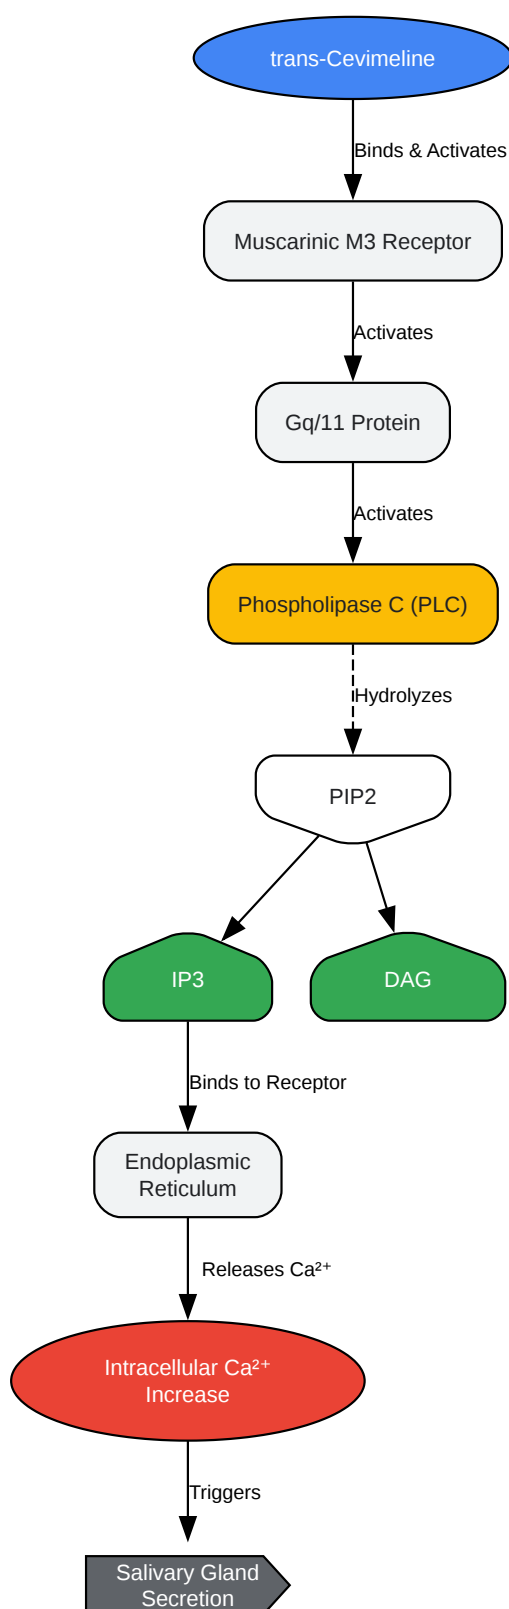 trans-Cevimeline
Binds & Activates
Muscarinic M3 Receptor
Activates
Gq/11 Protein
Activates
Phospholipase C (PLC)
Hydrolyzes
PIP2
IP3
DAG
Binds to Receptor
Endoplasmic
Reticulum
Releases Ca²⁺
Intracellular Ca²⁺
Increase
Triggers
Salivary Gland
Secretion